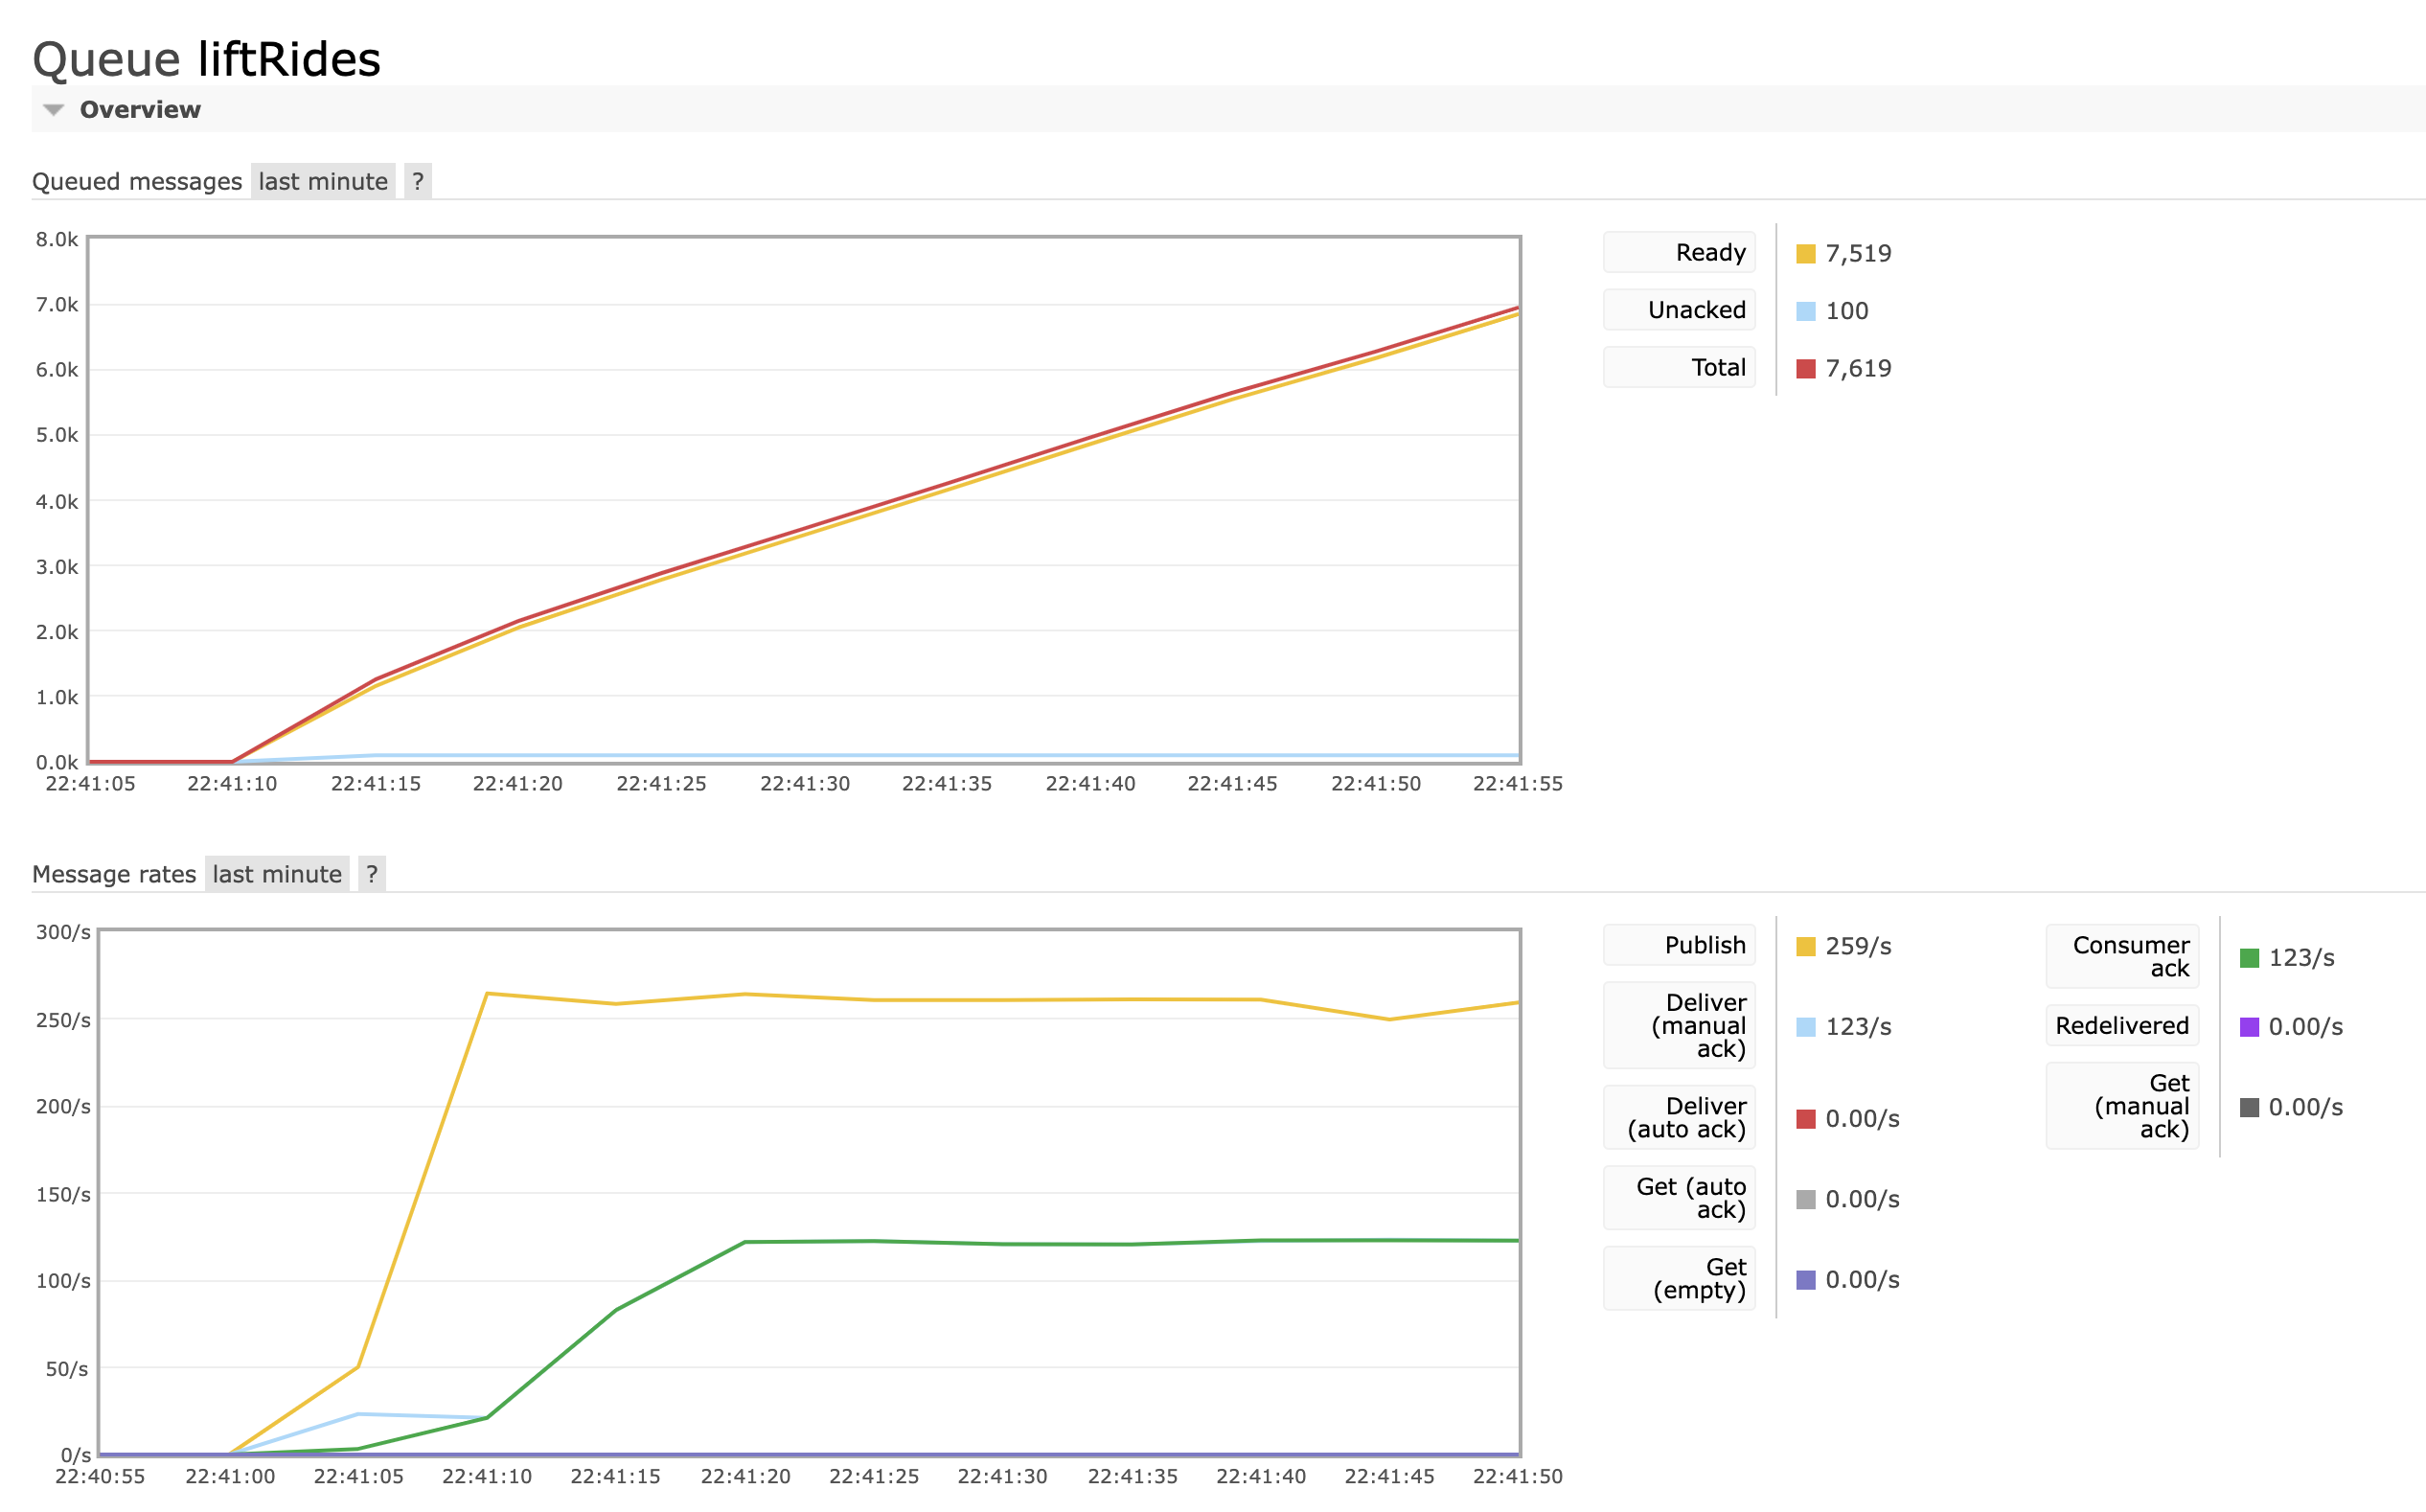 Queue liftRides
Overview
Queued messages last minute ?
8.0k
7.0k
6.0k
5.0k
4.0k
3.0k
2.0k
1.0k
0.0k
22:41:05 22:41:10 22:41:15 22:41:20 22:41:25 22:41:30 22:41:35 22:41:40 22:41:45 22:41:50 22:41:55
Ready 7,519
Unacked 100
Total 7,619
Message rates last minute ?
300/s
250/s
200/s
150/s
100/s
50/s
0/s
22:40:55 22:41:00 22:41:05 22:41:10 22:41:15 22:41:20 22:41:25 22:41:30 22:41:35 22:41:40 22:41:45 22:41:50
Publish 259/s
Deliver
(manual 123/s
ack)
Deliver
(auto ack) 0.00/s
Get (auto
ack) 0.00/s
Get
(empty) 0.00/s
Consumer
ack 123/s
Redelivered 0.00/s
Get
(manual 0.00/s
ack)